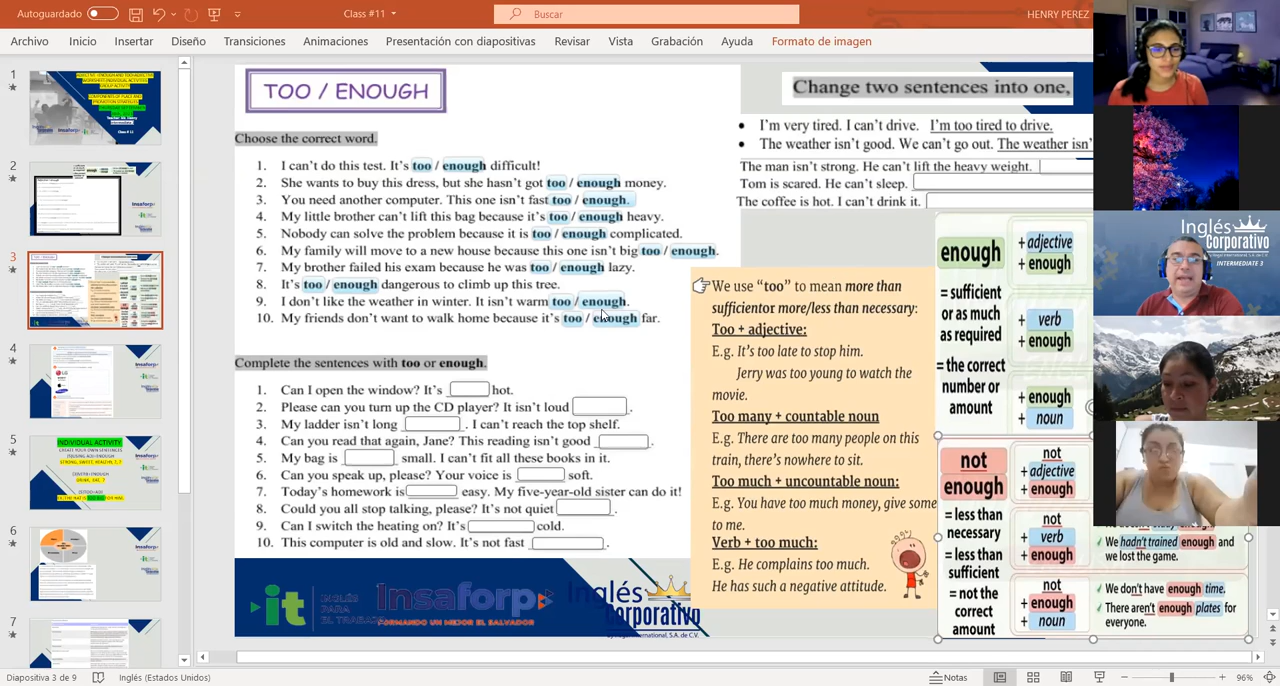 Autoguardado
Class #11
Buscar
HENRY PEREZ
Archivo Inicio Insertar Diseño Transiciones Animaciones Presentación con diapositivas Revisar Vista Grabación Ayuda Formato de imagen
1
2
3
4
5
INDIVIDUAL ACTIVITY
6
7
TOO / ENOUGH
Choose the correct word.
1. I can't do this test. It's too / enough difficult!
2. She wants to buy this dress, but she hasn't got too / enough money.
3. You need another computer. This one isn't fast too / enough.
4. My little brother can't lift this big because it's too / enough heavy.
5. Nobody can solve the problem because it is too / enough complicated.
6. My family will move to a new house because this one isn't big too / enough.
7. My brother failed his exam because he was too / enough lazy.
8. It's too / enough dangerous to climb up this tree.
9. I don't like the weather in winter. It isn't warm too / enough.
10. My friends don't want to walk home because it's too / enough far.
Complete the sentences with too or enough.
1. Can I open the window? It's hot.
2. Please can you turn up the CD player? It isn't loud .
3. My ladder isn't long . I can't reach the top shelf.
4. Can you read that again, Jane? This recording isn't good .
5. My bag is small. I can't fit all the books in it.
6. Can you speak up, please? Your voice is soft.
7. Today's homework is easy. My five-year-old sister can do it!
8. Could you all stop talking, please? It's not quiet .
9. Can I switch the heating on? It's cold.
10. This computer is old and slow. It's not fast .
Change two sentences into one,
• I'm very tired. I can't drive. I'm too tired to drive.
• The weather isn't good. We can't go out. The weather isn'
The man isn't strong. He can't lift the heavy weight.
Tom is scared. He can't sleep.
The coffee is hot. I can't drink it.
We use "too" to mean more than
sufficient or more/less than necessary:
Too + adjective:
E.g. It's too late to stop him.
Jerry was too young to watch the
movie.
Too many + countable noun
E.g. There are too many people on this
train, there's nowhere to sit.
Too much + uncountable noun:
E.g. You have too much money, give some
to me.
Verb + too much:
E.g. He complains too much.
He has such a negative attitude.
enough
= sufficient
or as much
as required
= the correct
number or
amount
+ adjective
+ enough
+ verb
+ enough
+ enough
+ noun
not
enough
= less than
necessary
= less than
sufficient
= not the
correct
amount
not
+ adjective
+ enough
not
+ verb
+ enough
not
+ enough
+ noun
✓ We hadn't trained enough and
we lost the game.
✓ We don't have enough time.
✓ There aren't enough plates for
everyone.
it INGLÉS PARA EL TRABAJO
insaforp
FORMANDO UN MEJOR EL SALVADOR
Inglés
Corporativo
Inglés
Corporativo
INTERMEDIATE 3
Diapositiva 3 de 9 Inglés (Estados Unidos)
Notas
96%